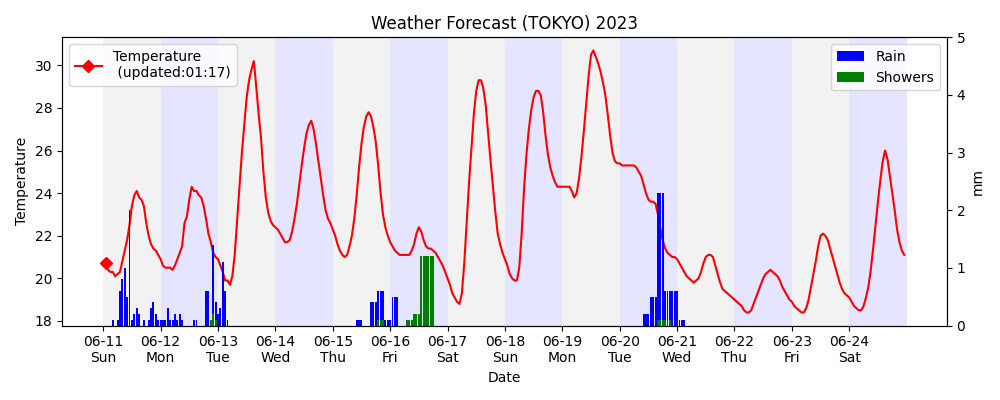 Weather Forecast (TOKYO) 2023
Temperature
(updated:01:17)
Rain
Showers
30
28
26
24
22
20
18
Temperature
5
4
3
2
1
0
mm
06-11 06-12 06-13 06-14 06-15 06-16 06-17 06-18 06-19 06-20 06-21 06-22 06-23 06-24
Sun Mon Tue Wed Thu Fri Sat Sun Mon Tue Wed Thu Fri Sat
Date